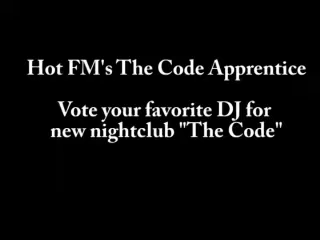 Hot FM's The Code Apprentice
Vote your favorite DJ for
new nightclub "The Code"